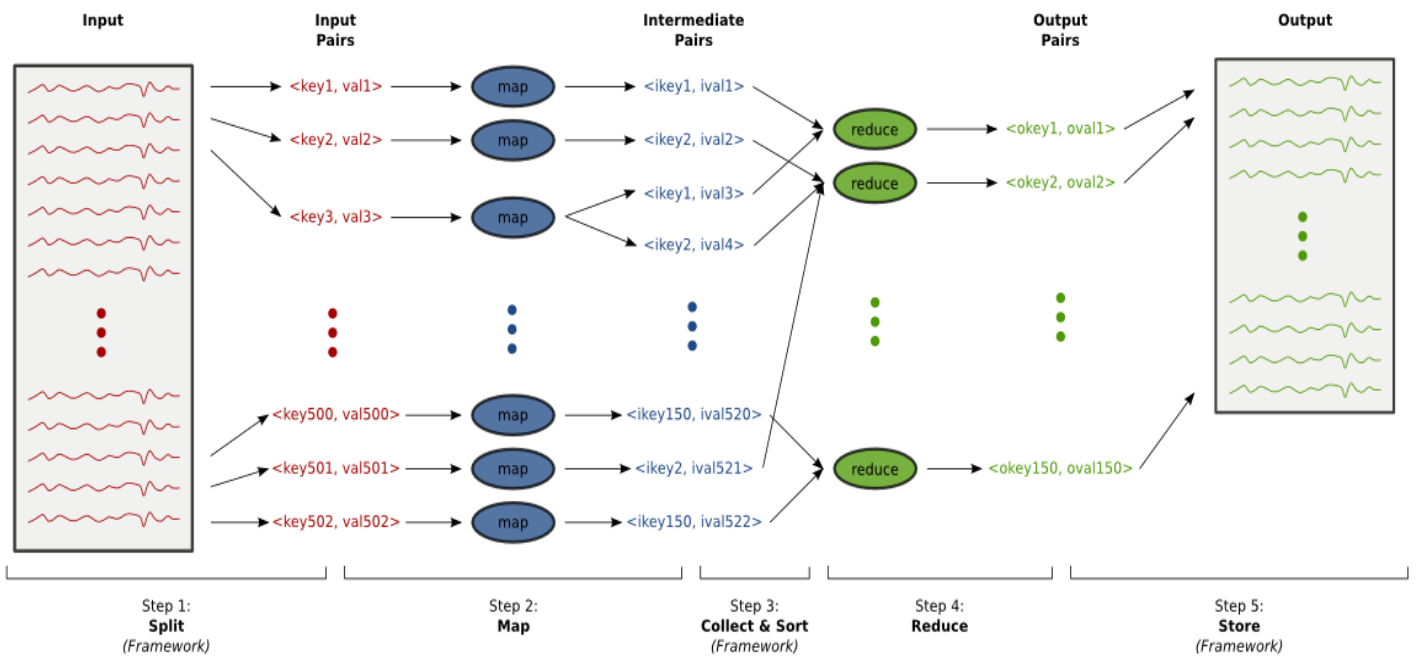 Input
Input
Pairs
Intermediate
Pairs
Output
Pairs
Output
<key1, val1>
map
<ikey1, ival1>
reduce
<okey1, oval1>
<key2, val2>
map
<ikey2, ival2>
reduce
<okey2, oval2>
<key3, val3>
map
<ikey1, ival3>
<ikey2, ival4>
<key500, val500>
map
<ikey150, ival520>
<key501, val501>
map
<ikey2, ival521>
reduce
<okey150, oval150>
<key502, val502>
map
<ikey150, ival522>
Step 1:
Split
(Framework)
Step 2:
Map
Step 3:
Collect & Sort
(Framework)
Step 4:
Reduce
Step 5:
Store
(Framework)